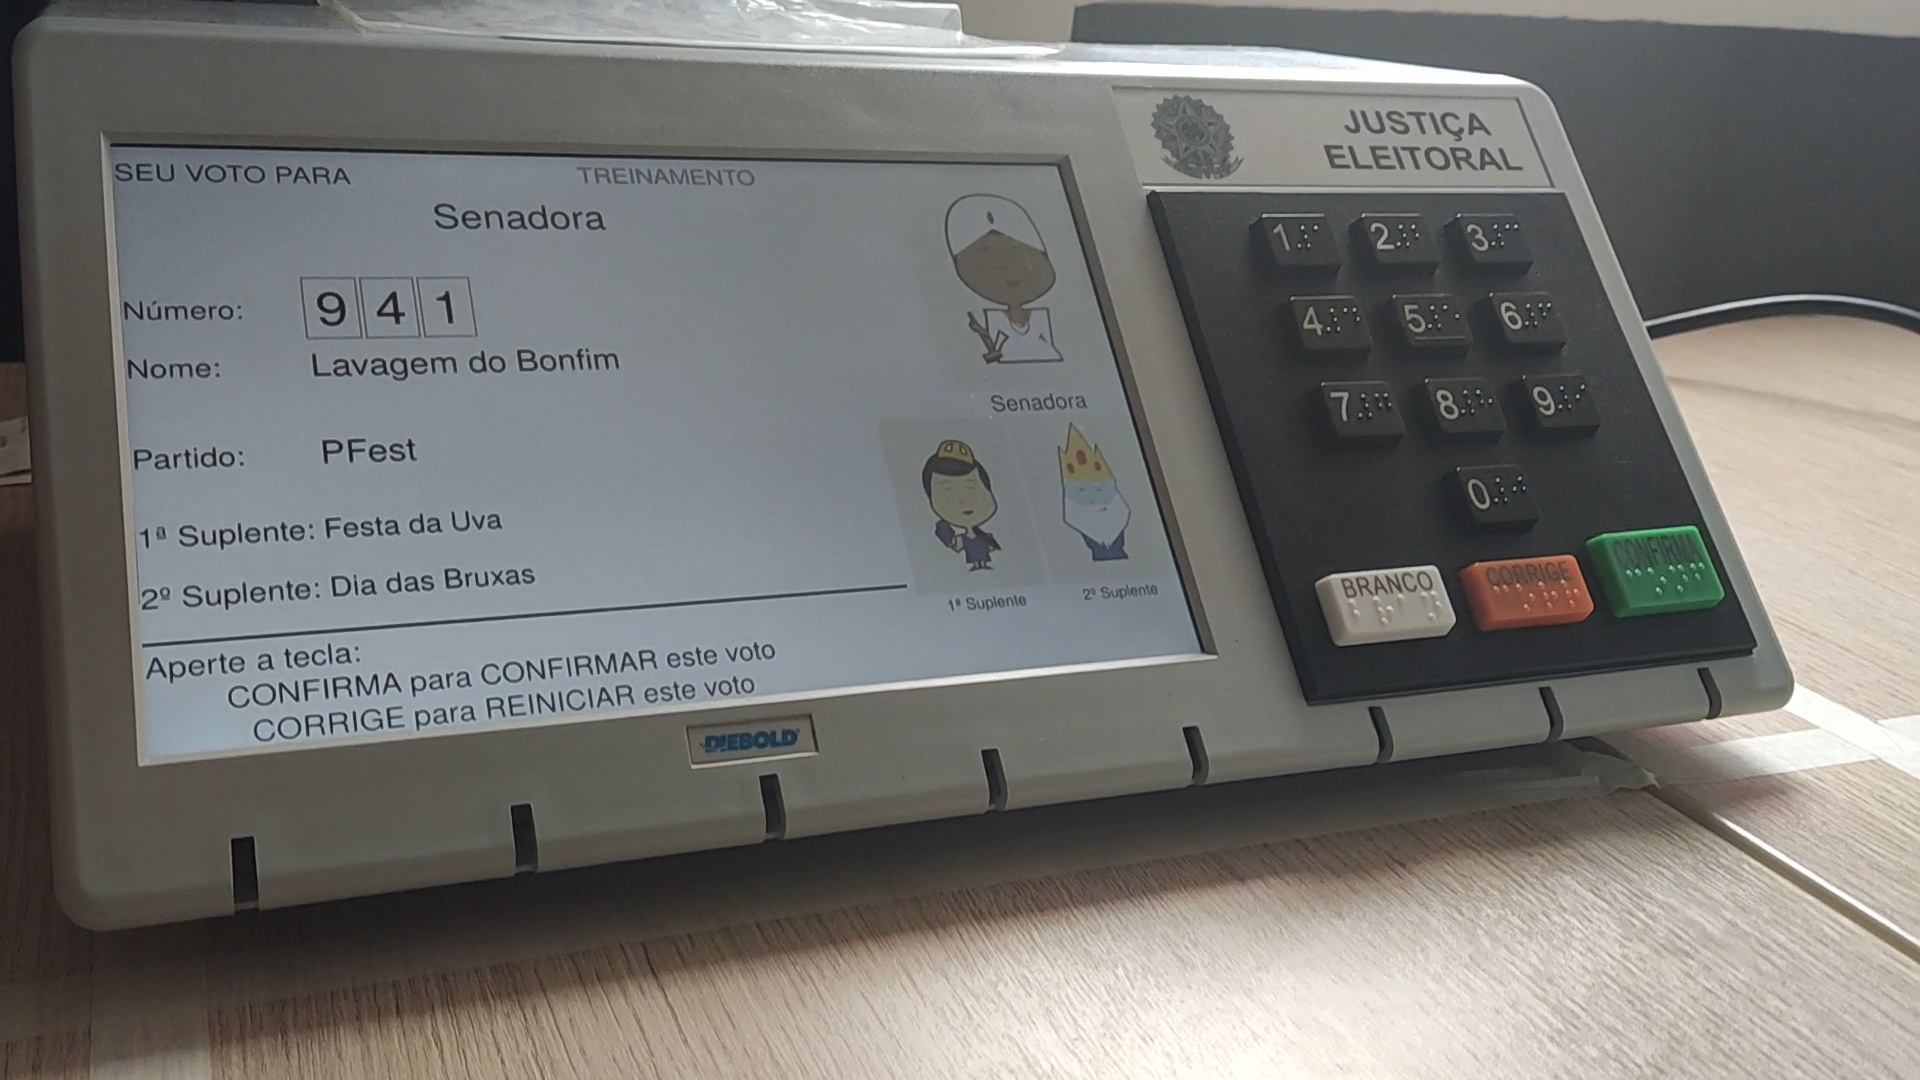 SEU VOTO PARA
TREINAMENTO
Senadora
Número: 9 4 1
Nome: Lavagem do Bonfim
Partido: PFest
1ª Suplente: Festa da Uva
2º Suplente: Dia das Bruxas
Senadora
1ª Suplente
2º Suplente
Aperte a tecla:
CONFIRMA para CONFIRMAR este voto
CORRIGE para REINICIAR este voto
DIEBOLD
JUSTIÇA
ELEITORAL
1 2 3
4 5 6
7 8 9
0
BRANCO CORRIGE CONFIRMA